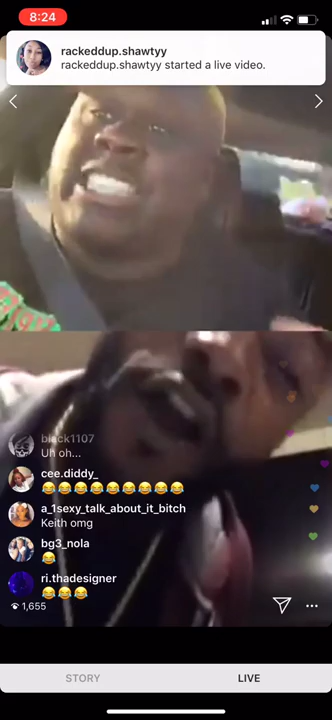 8:24
rackeddup.shawtyy
rackeddup.shawtyy started a live video.
black1107
Uh oh...
cee.diddy_
😂😂😂😂😂😂😂😂😂
a_1sexy_talk_about_it_bitch
Keith omg
bg3_nola
😂
ri.thadesigner
😂😂😂
1,655
STORY
LIVE